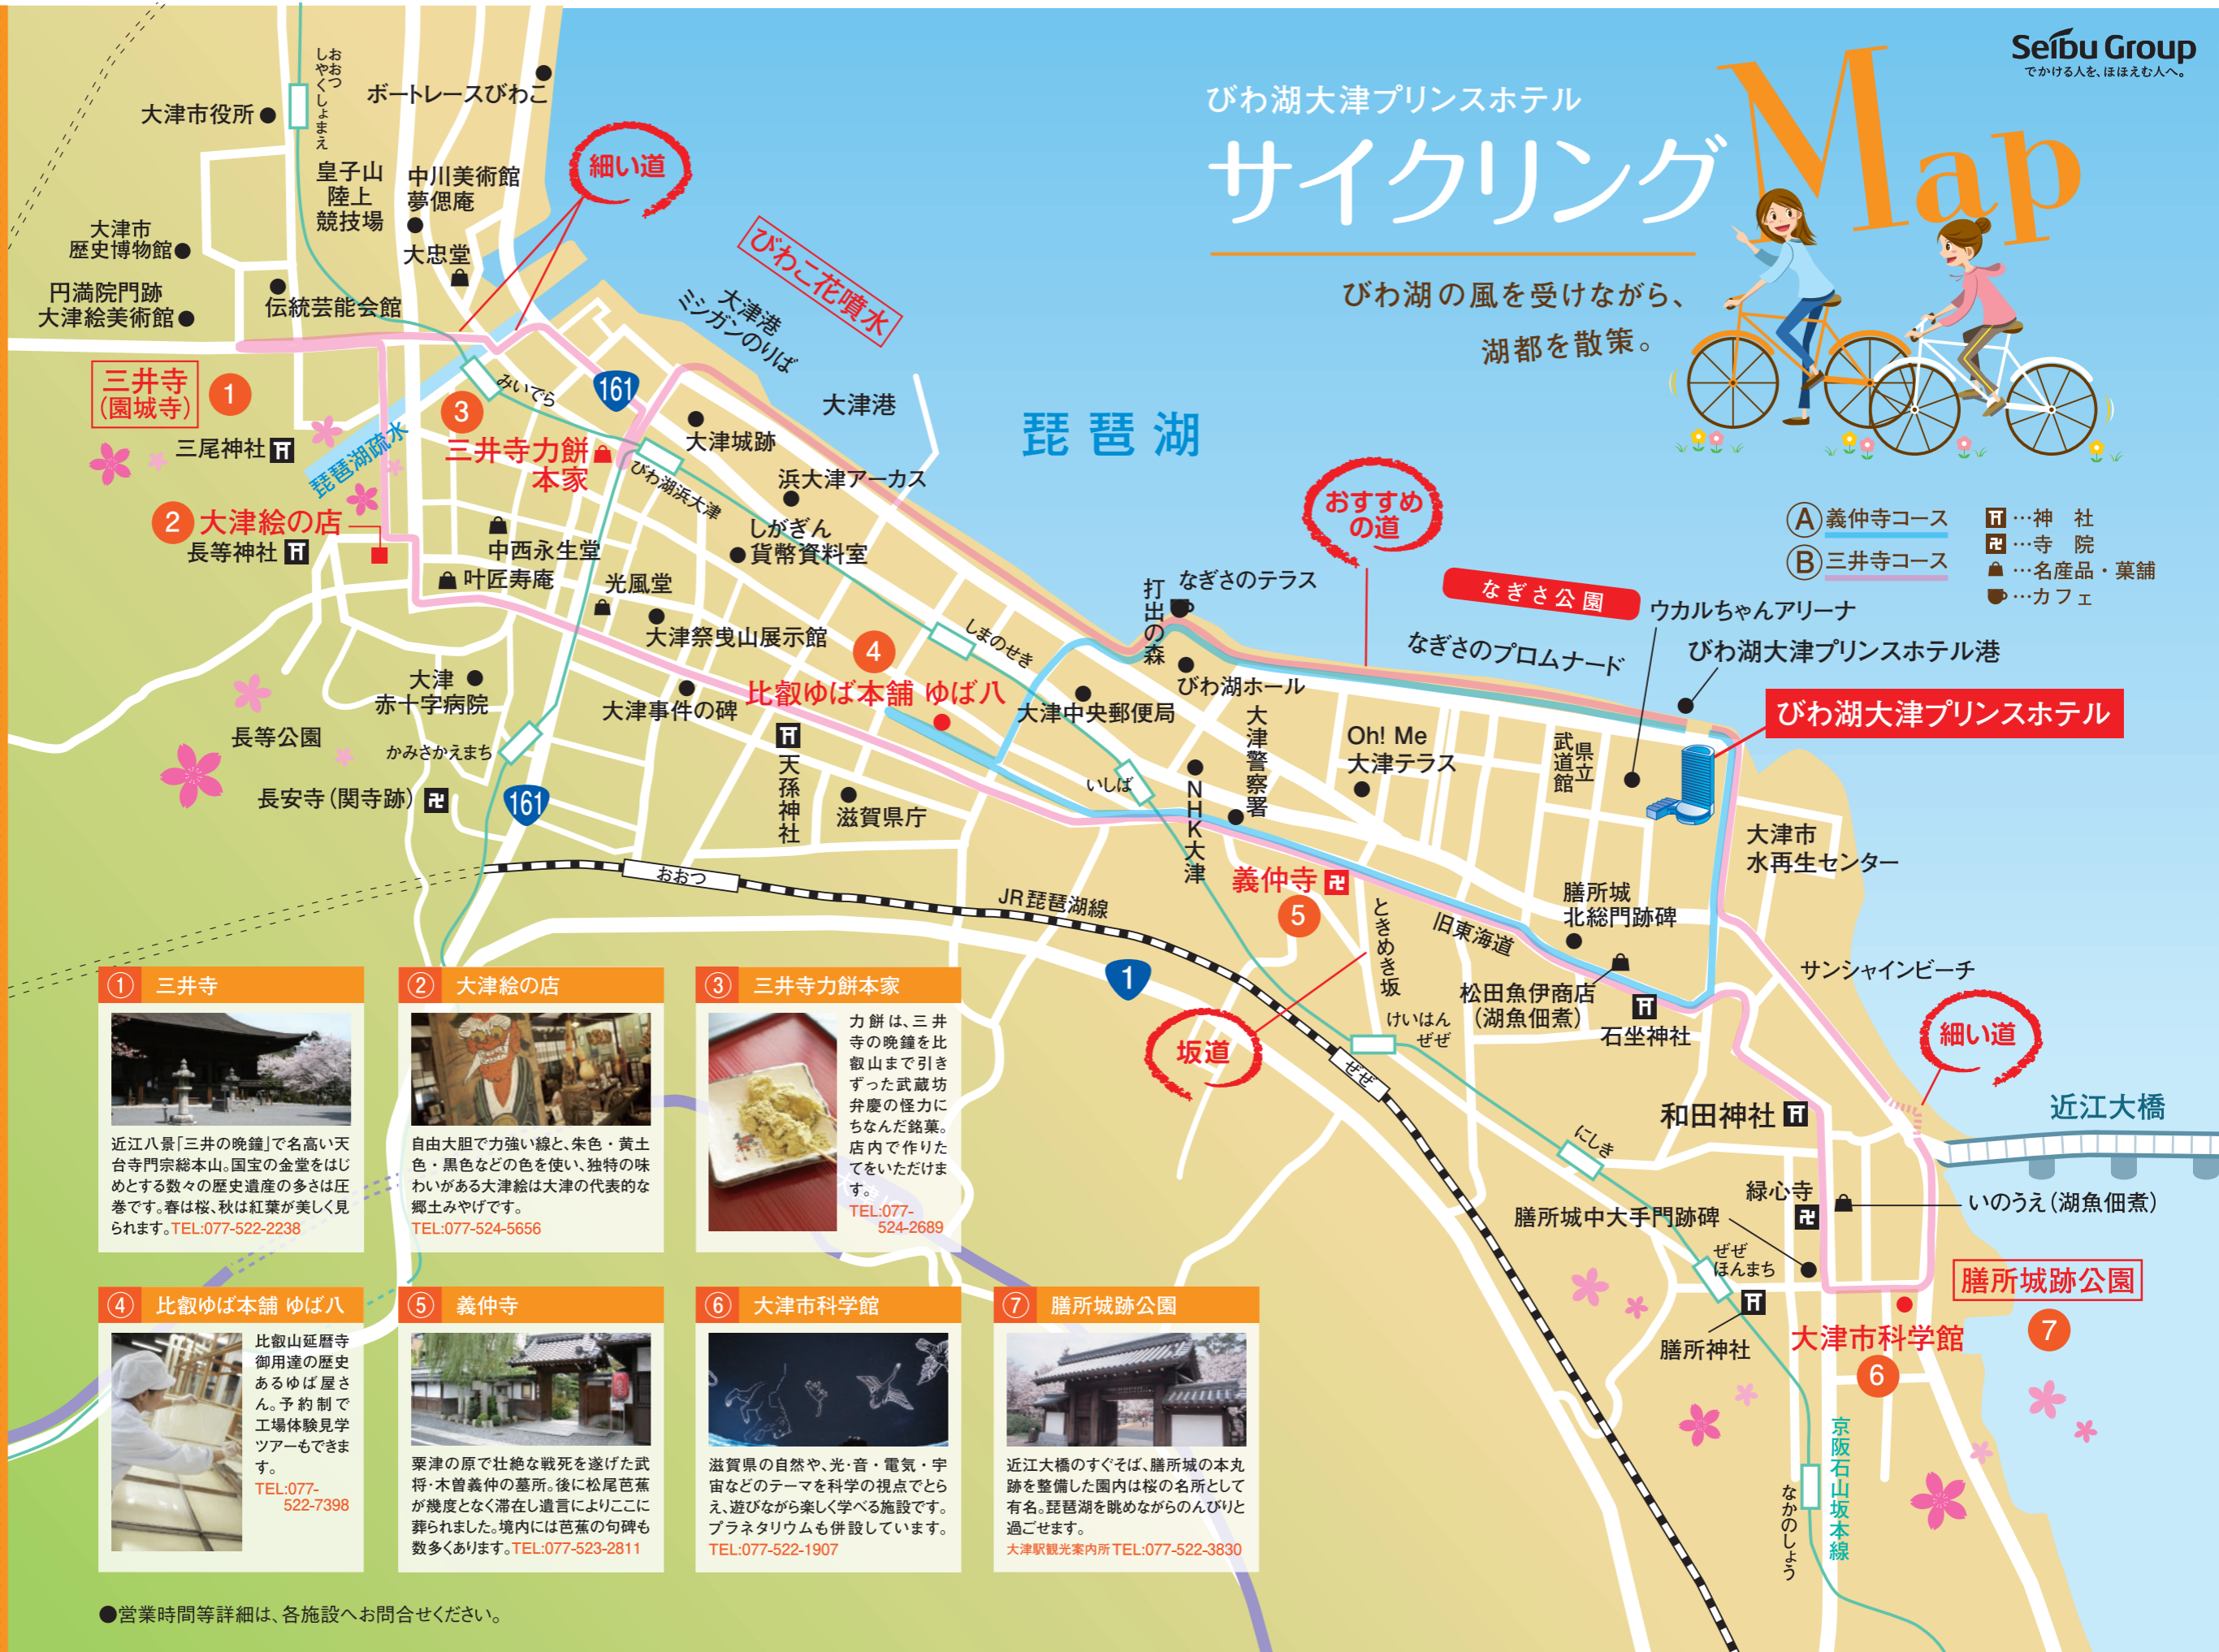 Seibu Group
でかける人を、ほほえむ人へ。
びわ湖大津プリンスホテル
サイクリング
Map
びわ湖の風を受けながら、
湖都を散策。
Ⓐ義仲寺コース
Ⓑ三井寺コース
…神 社
…寺 院
…名産品・菓舗
…カフェ
おおつ
しやくしょまえ
ボートレースびわこ
大津市役所
細い道
皇子山
陸上
競技場
中川美術館
夢偲庵
大津市
歴史博物館
大忠堂
円満院門跡
大津絵美術館
伝統芸能会館
びわこ花噴水
大津港
ミシガンのりば
三井寺
(園城寺)
1
みいでら
161
3
大津港
琵琶湖
三尾神社
琵琶湖疏水
三井寺力餅
本家
大津城跡
びわ湖浜大津
浜大津アーカス
2
大津絵の店
長等神社
中西永生堂
しがぎん
貨幣資料室
おすすめ
の道
叶匠寿庵
光風堂
打出の森
なぎさのテラス
なぎさ公園
ウカルちゃんアリーナ
大津祭曳山展示館
4
しまのせき
なぎさのプロムナード
びわ湖大津プリンスホテル港
大津
赤十字病院
比叡ゆば本舗 ゆば八
びわ湖ホール
大津事件の碑
大津中央郵便局
びわ湖大津プリンスホテル
長等公園
かみさかえまち
天孫神社
大津警察署
Oh! Me
大津テラス
県立
武道館
いしば
NHK大津
長安寺(関寺跡)
161
滋賀県庁
大津市
水再生センター
おおつ
JR琵琶湖線
義仲寺
5
ときめき坂
旧東海道
膳所城
北総門跡碑
1
サンシャインビーチ
松田魚伊商店
(湖魚佃煮)
けいはん
ぜぜ
石坐神社
坂道
ぜぜ
細い道
和田神社
近江大橋
にしき
緑心寺
いのうえ(湖魚佃煮)
膳所城中大手門跡碑
ぜぜ
ほんまち
膳所城跡公園
7
膳所神社
大津市科学館
6
京阪石山坂本線
なかのしょう
① 三井寺
近江八景「三井の晩鐘」で名高い天
台寺門宗総本山。国宝の金堂をはじ
めとする数々の歴史遺産の多さは圧
巻です。春は桜、秋は紅葉が美しく見
られます。TEL:077-522-2238
② 大津絵の店
自由大胆で力強い線と、朱色・黄土
色・黒色などの色を使い、独特の味
わいがある大津絵は大津の代表的な
郷土みやげです。
TEL:077-524-5656
③ 三井寺力餅本家
力餅は、三井
寺の晩鐘を比
叡山まで引き
ずった武蔵坊
弁慶の怪力に
ちなんだ銘菓。
店内で作りた
てをいただけま
す。
TEL:077-
524-2689
④ 比叡ゆば本舗 ゆば八
比叡山延暦寺
御用達の歴史
あるゆば屋さ
ん。予約制で
工場体験見学
ツアーもできま
す。
TEL:077-
522-7398
⑤ 義仲寺
粟津の原で壮絶な戦死を遂げた武
将・木曽義仲の墓所。後に松尾芭蕉
が幾度となく滞在し遺言によりここに
葬られました。境内には芭蕉の句碑も
数多くあります。TEL:077-523-2811
⑥ 大津市科学館
滋賀県の自然や、光・音・電気・宇
宙などのテーマを科学の視点でとら
え、遊びながら楽しく学べる施設です。
プラネタリウムも併設しています。
TEL:077-522-1907
⑦ 膳所城跡公園
近江大橋のすぐそば、膳所城の本丸
跡を整備した園内は桜の名所として
有名。琵琶湖を眺めながらのんびりと
過ごせます。
大津駅観光案内所TEL:077-522-3830
●営業時間等詳細は、各施設へお問合せください。